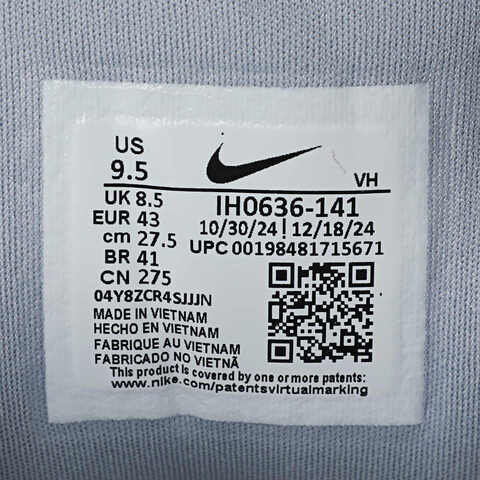 US
9.5
VH
UK 8.5
EUR 43
cm 27.5
BR 41
CN 275
IH0636-141
10/30/24 | 12/18/24
UPC 00198481715671
04Y8ZCR4SJJJN
MADE IN VIETNAM
HECHO EN VIETNAM
FABRIQUE AU VIETNAM
FABRICADO NO VIETNÃ
This product is covered by one or more patents:
www.nike.com/patentsvirtualmarking